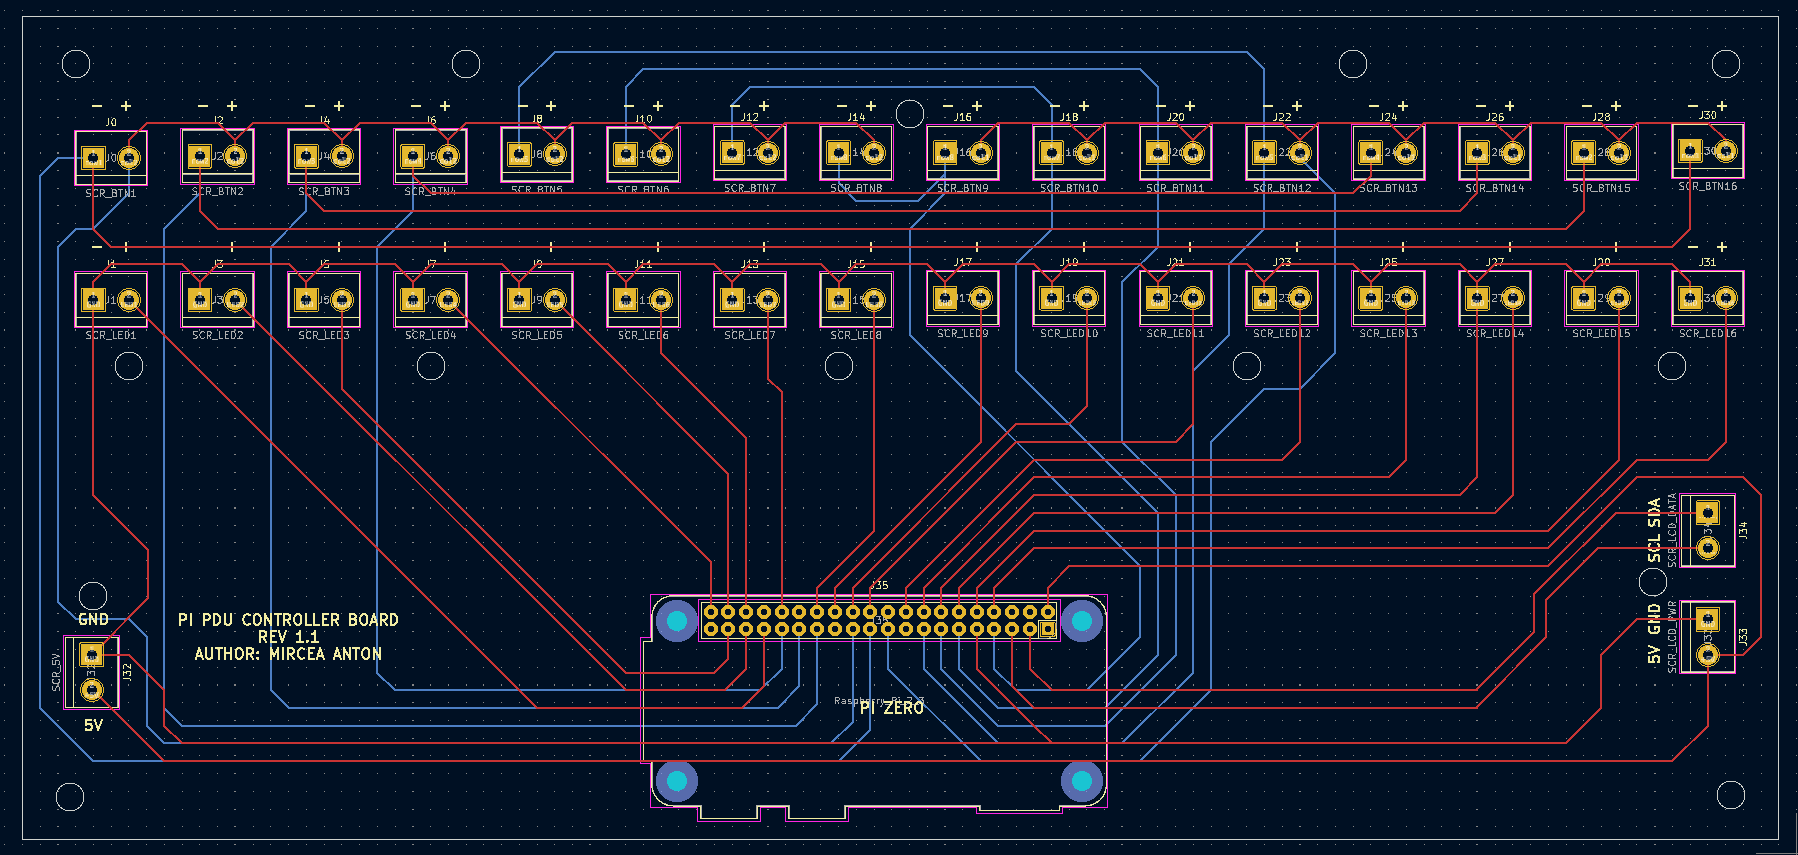 − + − + − + − + − + − + − + − + − + − + − + − + − + − + − + − +
J0 J2 J4 J6 J8 J10 J12 J14 J16 J18 J20 J22 J24 J26 J28 J30
SCR_BTN1 SCR_BTN2 SCR_BTN3 SCR_BTN4 SCR_BTN5 SCR_BTN6 SCR_BTN7 SCR_BTN8 SCR_BTN9 SCR_BTN10 SCR_BTN11 SCR_BTN12 SCR_BTN13 SCR_BTN14 SCR_BTN15 SCR_BTN16
J1 J3 J5 J7 J9 J11 J13 J15 J17 J19 J21 J23 J25 J27 J29 J31
SCR_LED1 SCR_LED2 SCR_LED3 SCR_LED4 SCR_LED5 SCR_LED6 SCR_LED7 SCR_LED8 SCR_LED9 SCR_LED10 SCR_LED11 SCR_LED12 SCR_LED13 SCR_LED14 SCR_LED15 SCR_LED16
SCL SDA
SCR_LCD_DATA
J34
J35
GND
SCR_5V
J32
5V
PI PDU CONTROLLER BOARD
REV 1.1
AUTHOR: MIRCEA ANTON
5V GND
SCR_LCD_PWR
J33
PI ZERO